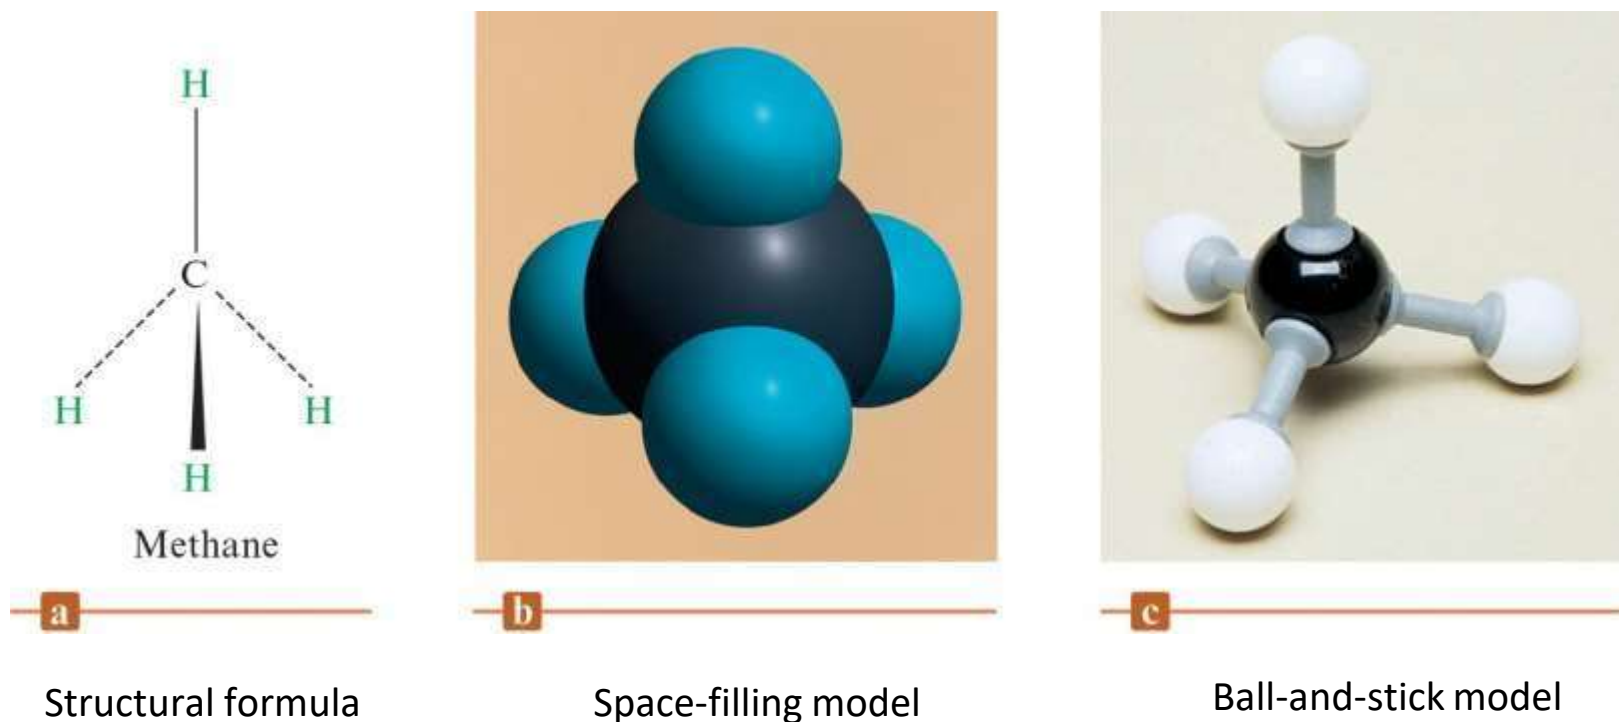 H
C
H H
H
Methane
a
b
c
Structural formula
Space-filling model
Ball-and-stick model